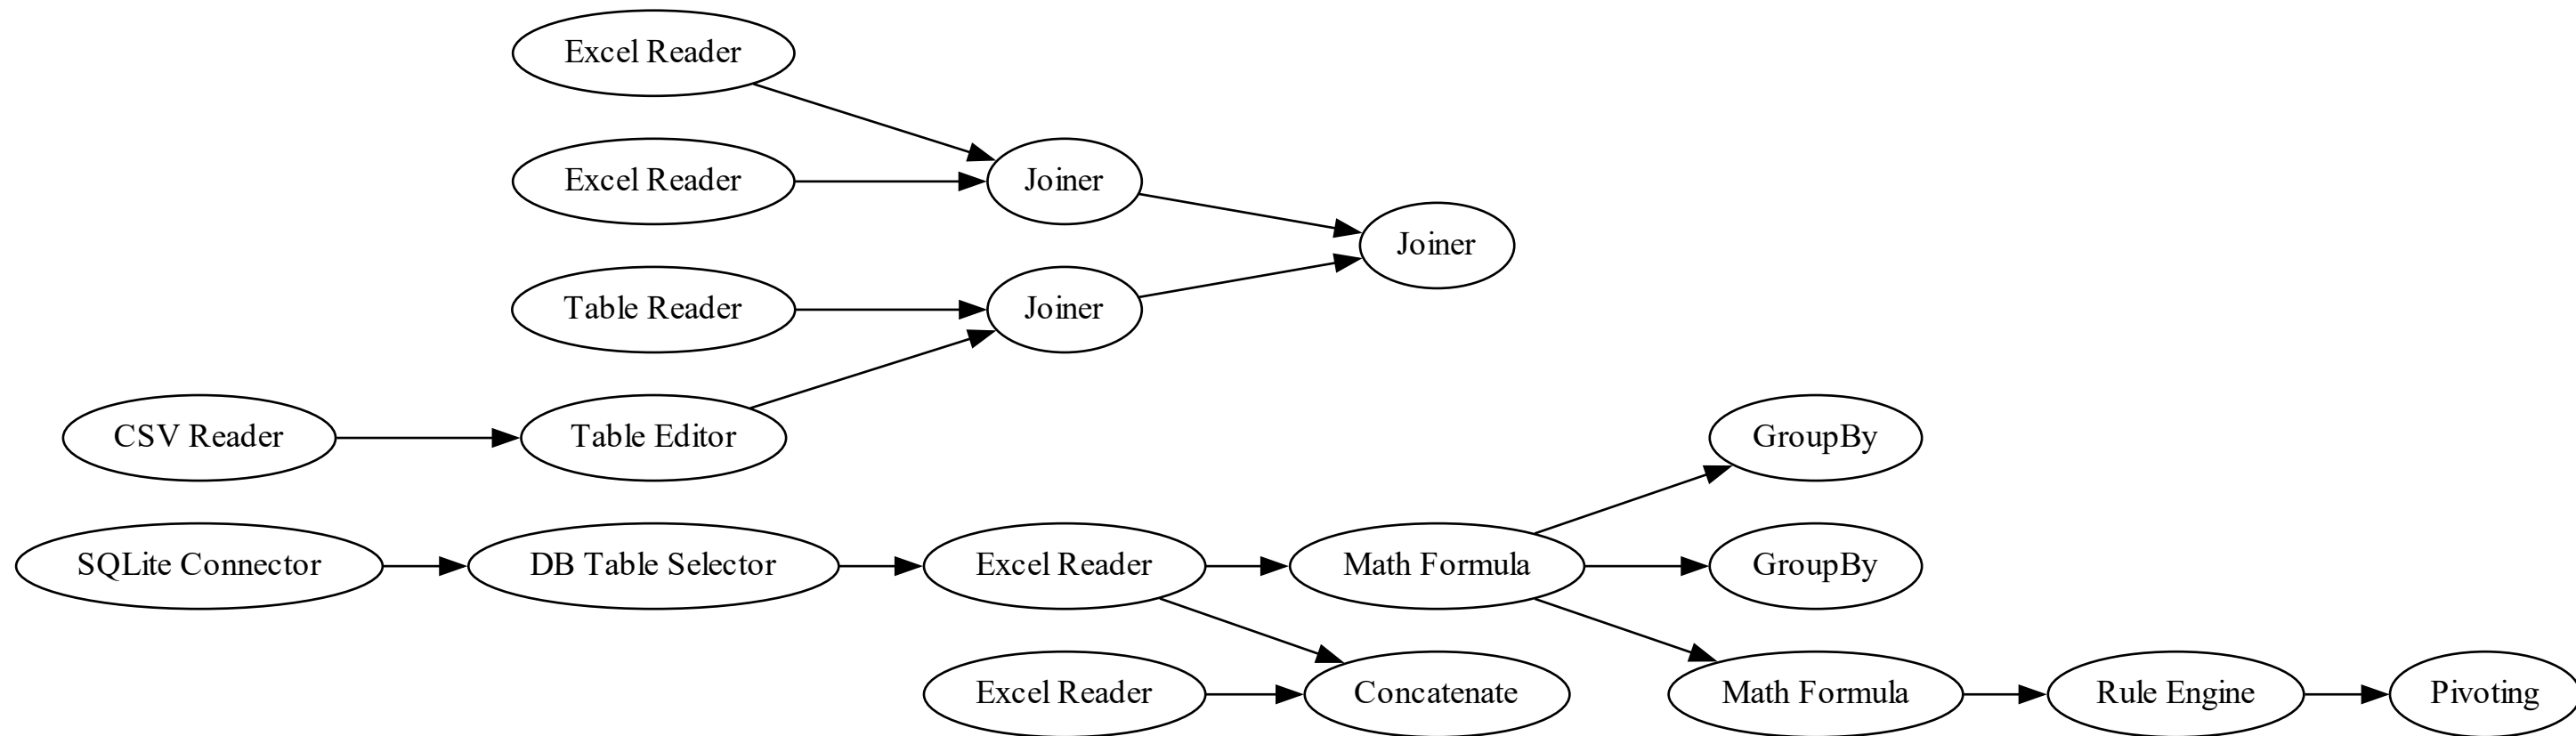 Excel Reader
Excel Reader
Joiner
Joiner
Table Reader
Joiner
CSV Reader
Table Editor
GroupBy
SQLite Connector
DB Table Selector
Excel Reader
Math Formula
GroupBy
Excel Reader
Concatenate
Math Formula
Rule Engine
Pivoting